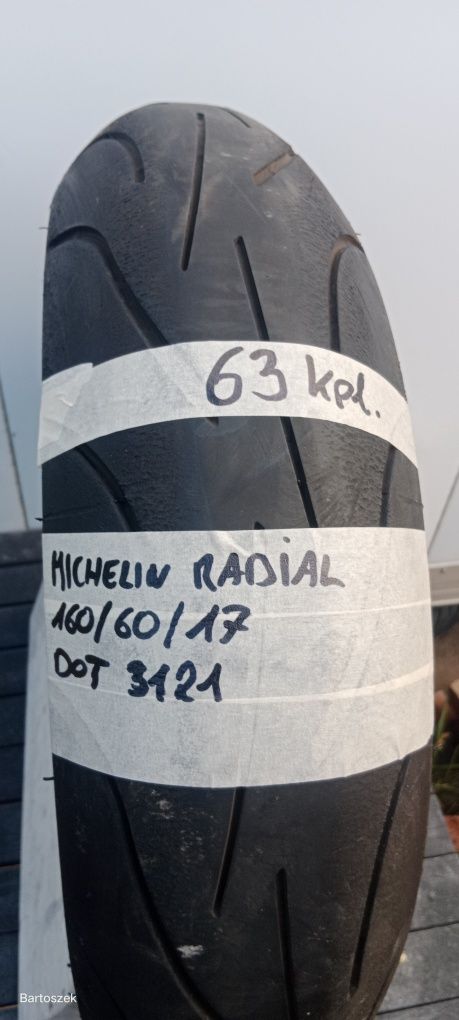 63 kpl.
MICHELIN RADIAL
160/60/17
DOT 3121
Bartoszek